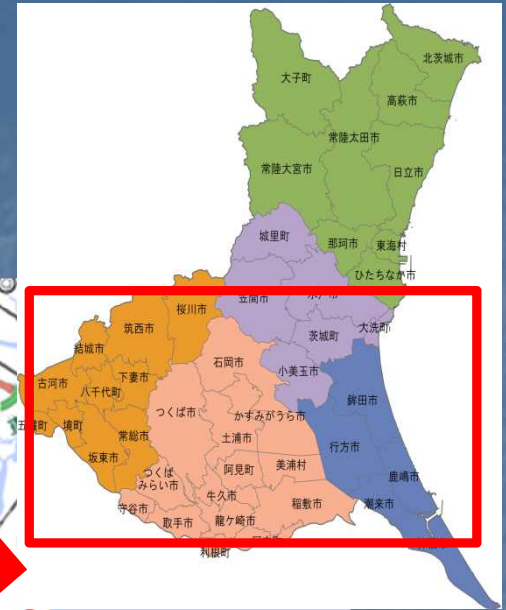 北茨城市
大子町
高萩市
常陸太田市
常陸大宮市
日立市
城里町
那珂市
東海村
ひたちなか市
笠間市
水戸市
桜川市
大洗町
茨城町
筑西市
結城市
石岡市
小美玉市
下妻市
古河市
八千代町
鉾田市
つくば市
かすみがうら市
境町
常総市
土浦市
行方市
坂東市
阿見町
美浦村
つくば
みらい市
鹿嶋市
牛久市
稲敷市
潮来市
守谷市
取手市
龍ケ崎市
利根町